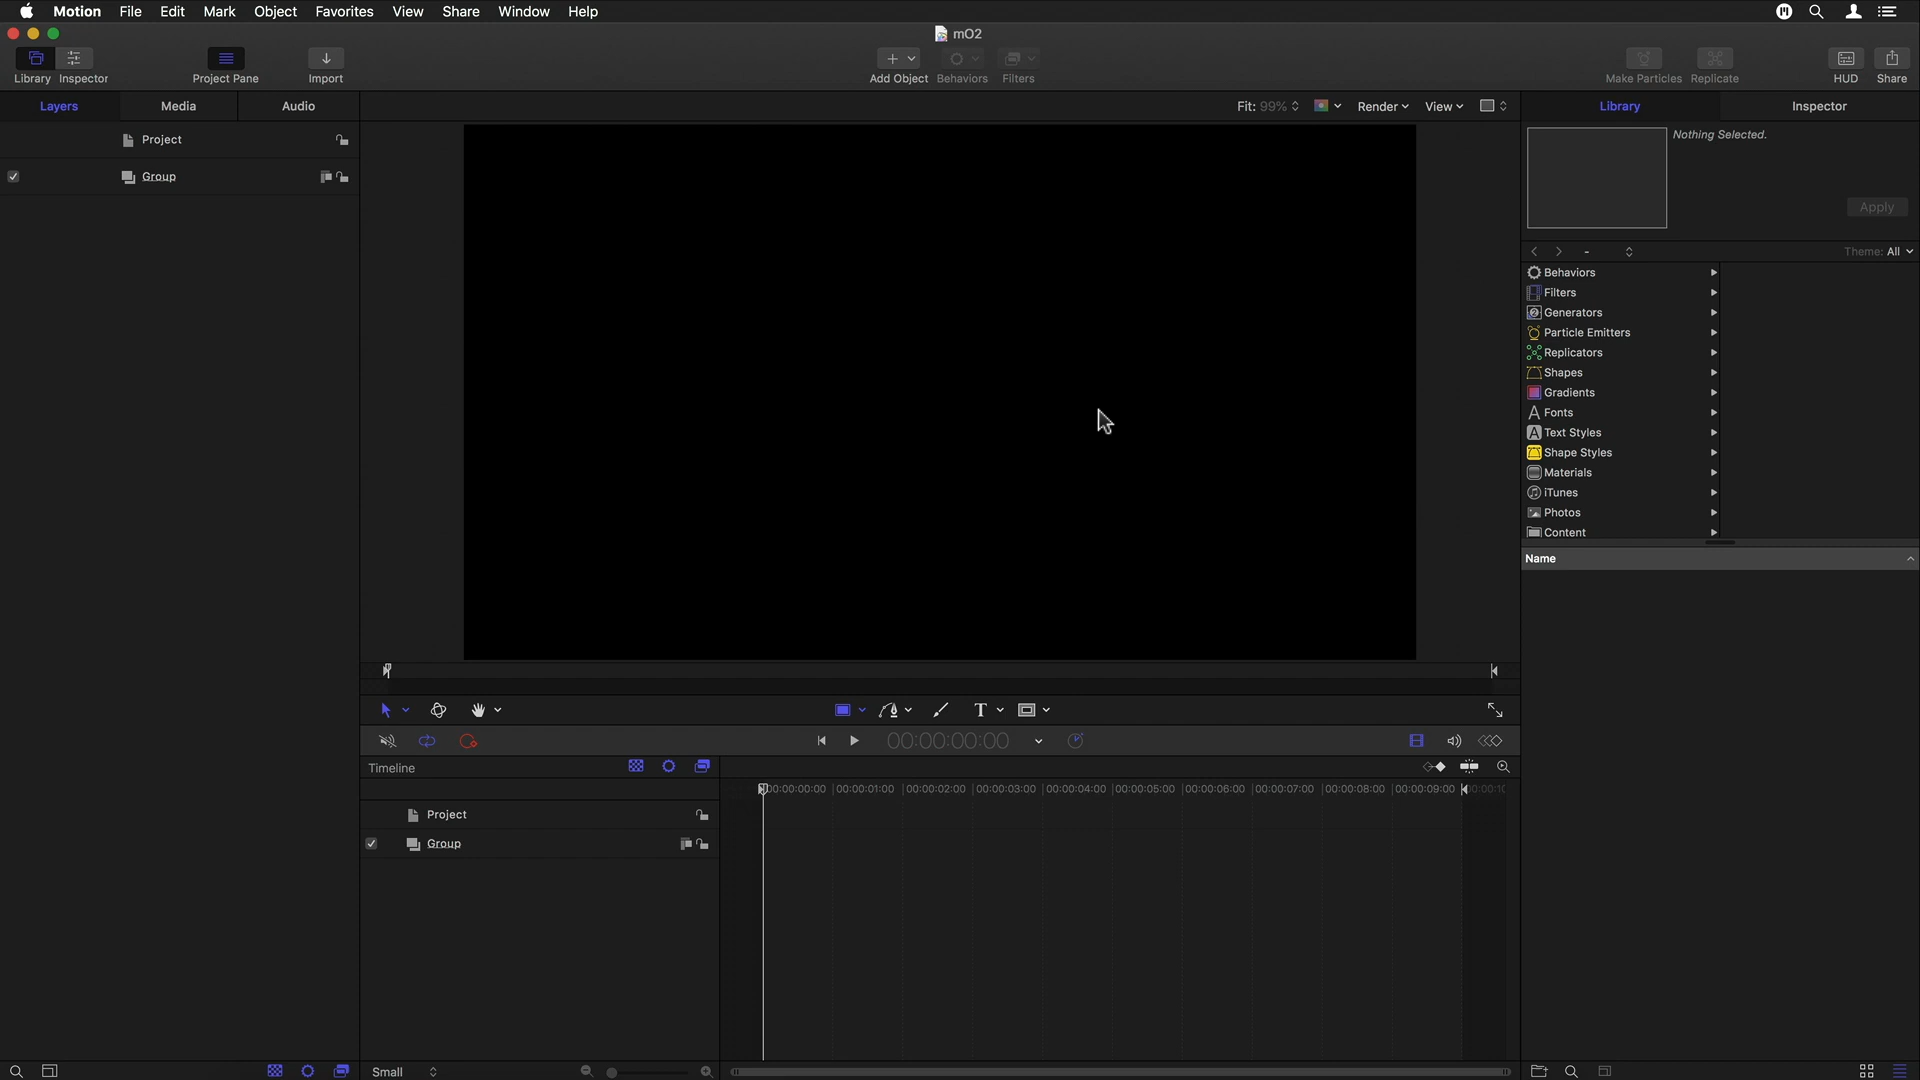 Motion File Edit Mark Object Favorites View Share Window Help
mO2
Library Inspector Project Pane Import Add Object Behaviors Filters Make Particles Replicate HUD Share
Layers Media Audio Fit: 99% Render View Library Inspector
Project
Group
Nothing Selected.
Apply
- Theme: All
Behaviors
Filters
Generators
Particle Emitters
Replicators
Shapes
Gradients
Fonts
Text Styles
Shape Styles
Materials
iTunes
Photos
Content
Name
T
00:00:00:00
Timeline
00:00:00:00 00:00:01:00 00:00:02:00 00:00:03:00 00:00:04:00 00:00:05:00 00:00:06:00 00:00:07:00 00:00:08:00 00:00:09:00
Project
Group
Small